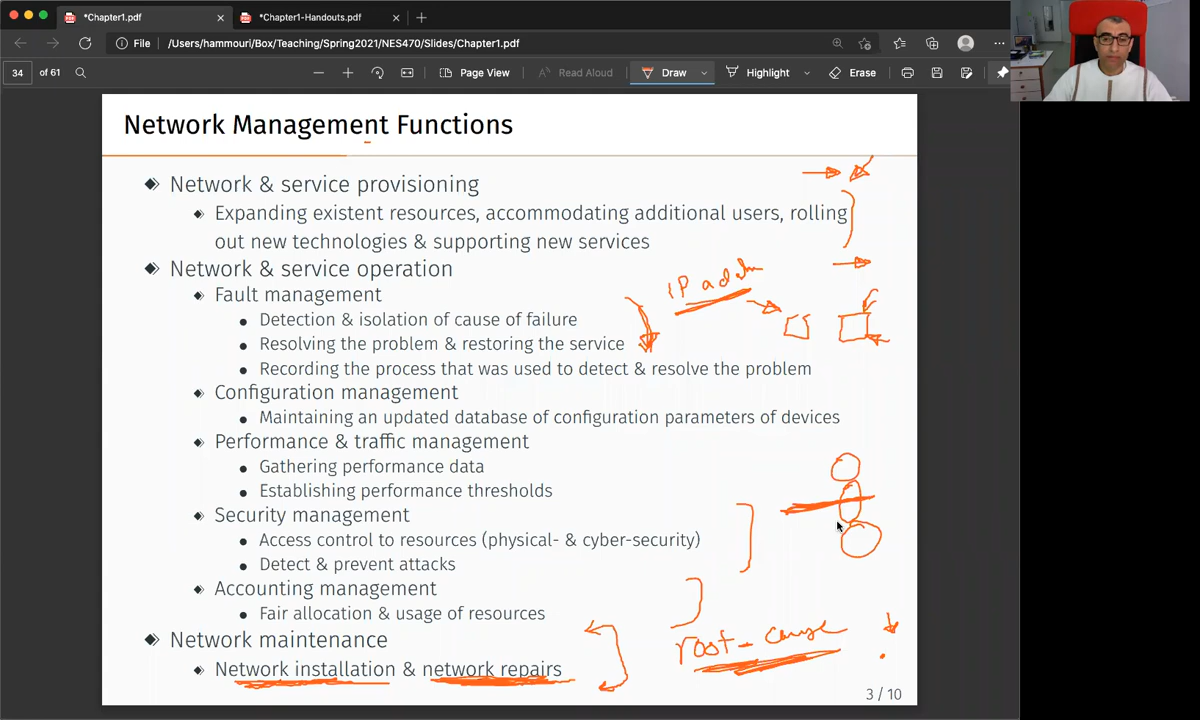 *Chapter1.pdf
*Chapter1-Handouts.pdf
File /Users/hammouri/Box/Teaching/Spring2021/NES470/Slides/Chapter1.pdf
34 of 61
Page View
Read Aloud
Draw
Highlight
Erase
Network Management Functions
Network & service provisioning
Expanding existent resources, accommodating additional users, rolling
out new technologies & supporting new services
Network & service operation
IP adm
Fault management
Detection & isolation of cause of failure
Resolving the problem & restoring the service
Recording the process that was used to detect & resolve the problem
Configuration management
Maintaining an updated database of configuration parameters of devices
Performance & traffic management
Gathering performance data
Establishing performance thresholds
Security management
Access control to resources (physical- & cyber-security)
Detect & prevent attacks
Accounting management
Fair allocation & usage of resources
Network maintenance
root-cause
Network installation & network repairs
3 / 10